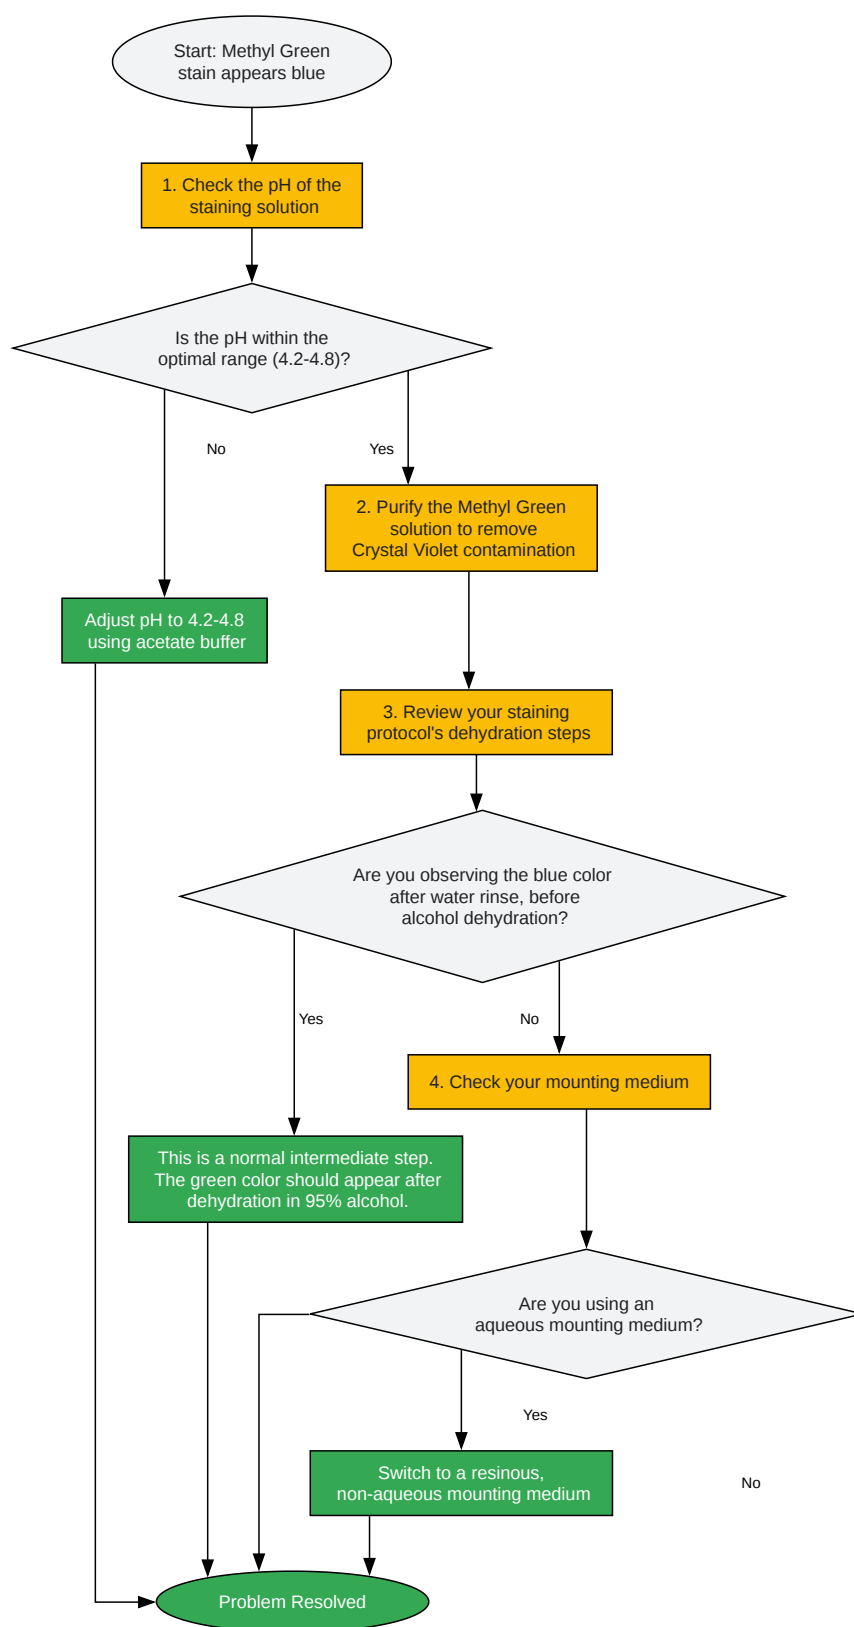 Start: Methyl Green
stain appears blue
1. Check the pH of the
staining solution
Is the pH within the
optimal range (4.2-4.8)?
No
Yes
2. Purify the Methyl Green
solution to remove
Crystal Violet contamination
Adjust pH to 4.2-4.8
using acetate buffer
3. Review your staining
protocol's dehydration steps
Are you observing the blue color
after water rinse, before
alcohol dehydration?
Yes
No
4. Check your mounting medium
This is a normal intermediate step.
The green color should appear after
dehydration in 95% alcohol.
Are you using an
aqueous mounting medium?
Yes
Switch to a resinous,
non-aqueous mounting medium
No
Problem Resolved